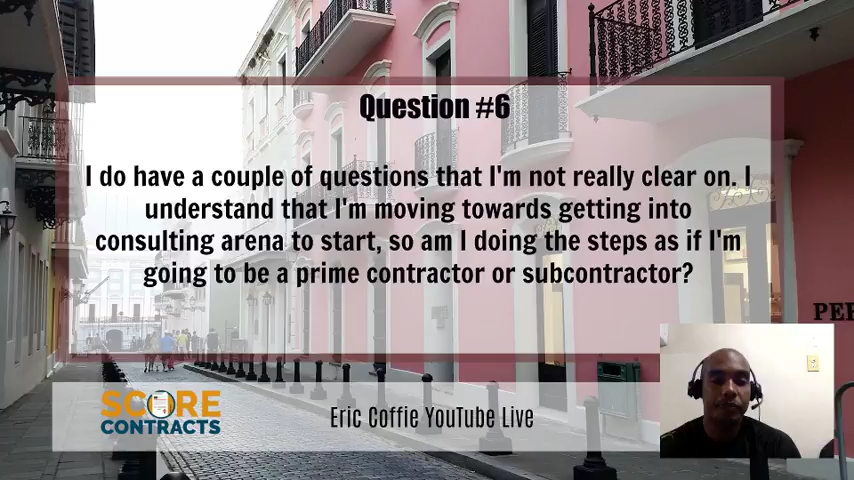 Question #6
I do have a couple of questions that I'm not really clear on. I
understand that I'm moving towards getting into
consulting arena to start, so am I doing the steps as if I'm
going to be a prime contractor or subcontractor?
PER
SCORE
CONTRACTS
Eric Coffie YouTube Live